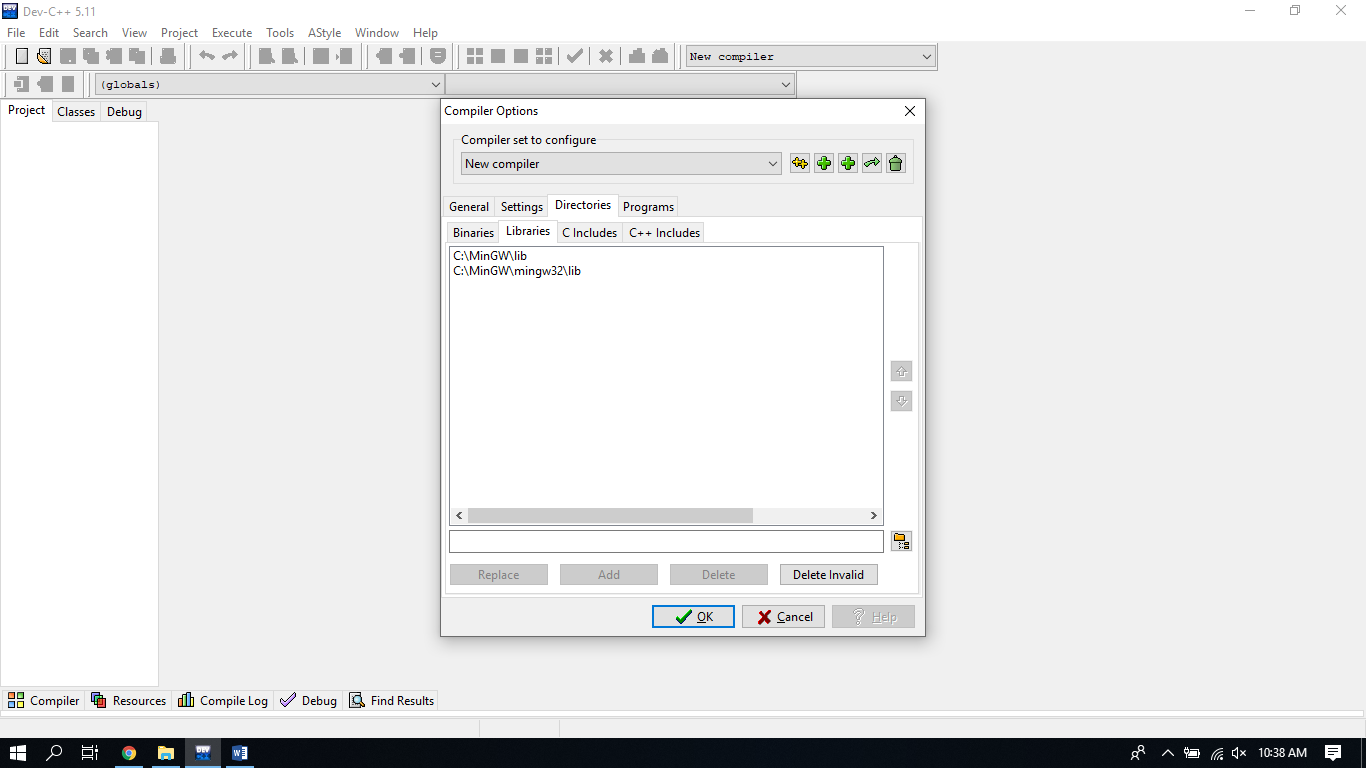 Dev-C++ 5.11
File Edit Search View Project Execute Tools AStyle Window Help
New compiler
(globals)
Project Classes Debug
Compiler Options
Compiler set to configure
New compiler
General Settings Directories Programs
Binaries Libraries C Includes C++ Includes
C:\MinGW\lib
C:\MinGW\mingw32\lib
Replace Add Delete Delete Invalid
OK Cancel Help
Compiler Resources Compile Log Debug Find Results
10:38 AM